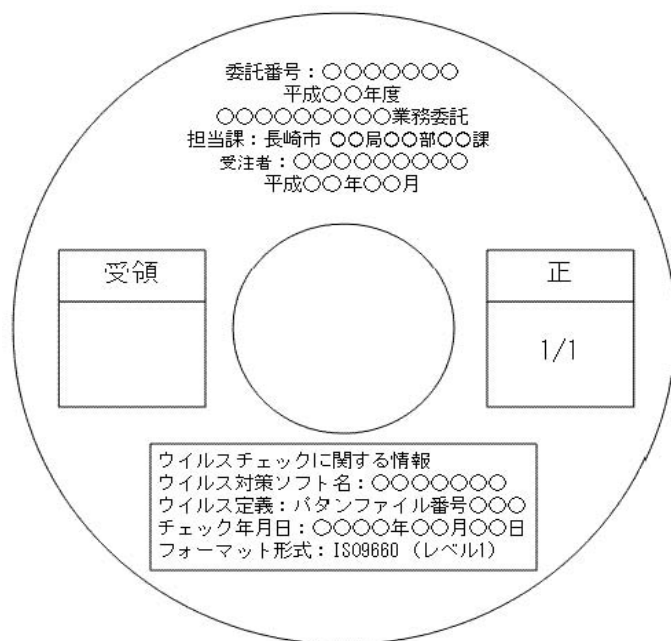 委託番号：○○○○○○○
平成○○年度
○○○○○○○○○業務委託
担当課：長崎市 ○○局○○部○○課
受注者：○○○○○○○○○
平成○○年○○月
受領
正
1/1
ウイルスチェックに関する情報
ウイルス対策ソフト名：○○○○○○○
ウイルス定義：パタンファイル番号○○○
チェック年月日：○○○○年○○月○○日
フォーマット形式：ISO9660（レベル1）